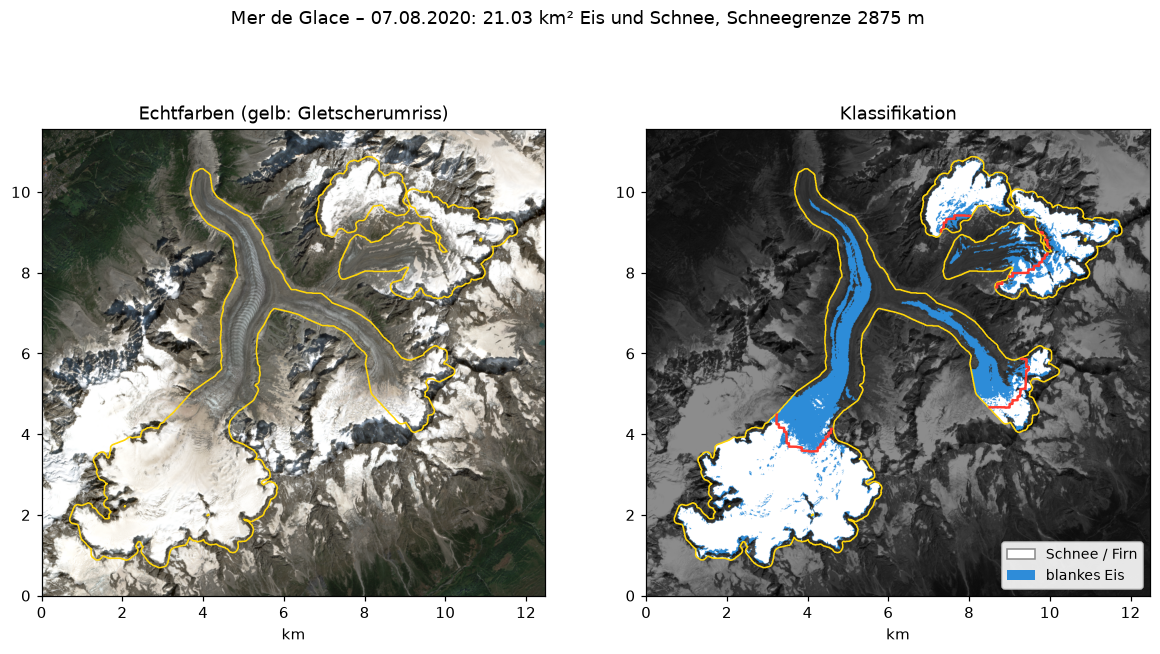 Mer de Glace – 07.08.2020: 21.03 km² Eis und Schnee, Schneegrenze 2875 m
Echtfarben (gelb: Gletscherumriss)
10
8
6
4
2
0
0 2 4 6 8 10 12
km
Klassifikation
10
8
6
4
2
0
Schnee / Firn
blankes Eis
0 2 4 6 8 10 12
km